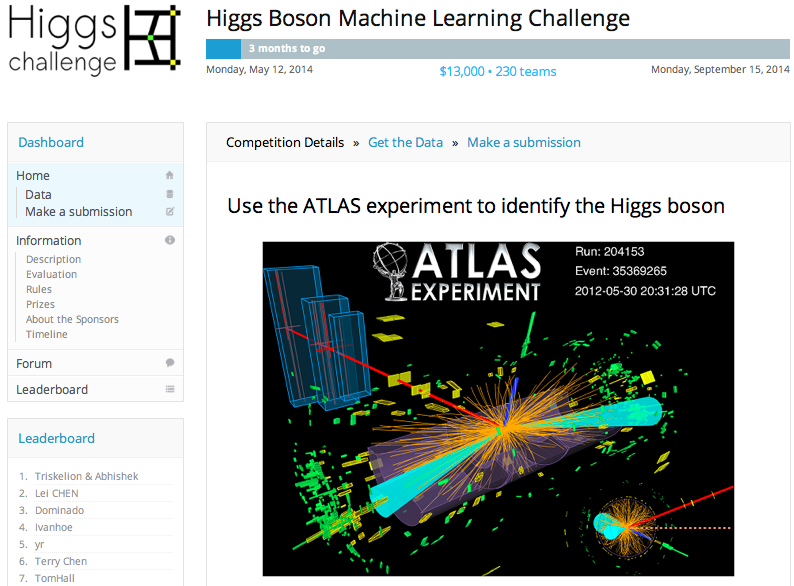 Higgs
challenge
Higgs Boson Machine Learning Challenge
3 months to go
Monday, May 12, 2014
$13,000 • 230 teams
Monday, September 15, 2014
Dashboard
Home
Data
Make a submission
Information
Description
Evaluation
Rules
Prizes
About the Sponsors
Timeline
Forum
Leaderboard
Leaderboard
1. Triskelion & Abhishek
2. Lei CHEN
3. Dominado
4. Ivanhoe
5. yr
6. Terry Chen
7. TomHall
Competition Details » Get the Data » Make a submission
Use the ATLAS experiment to identify the Higgs boson
ATLAS
EXPERIMENT
Run: 204153
Event: 35369265
2012-05-30 20:31:28 UTC